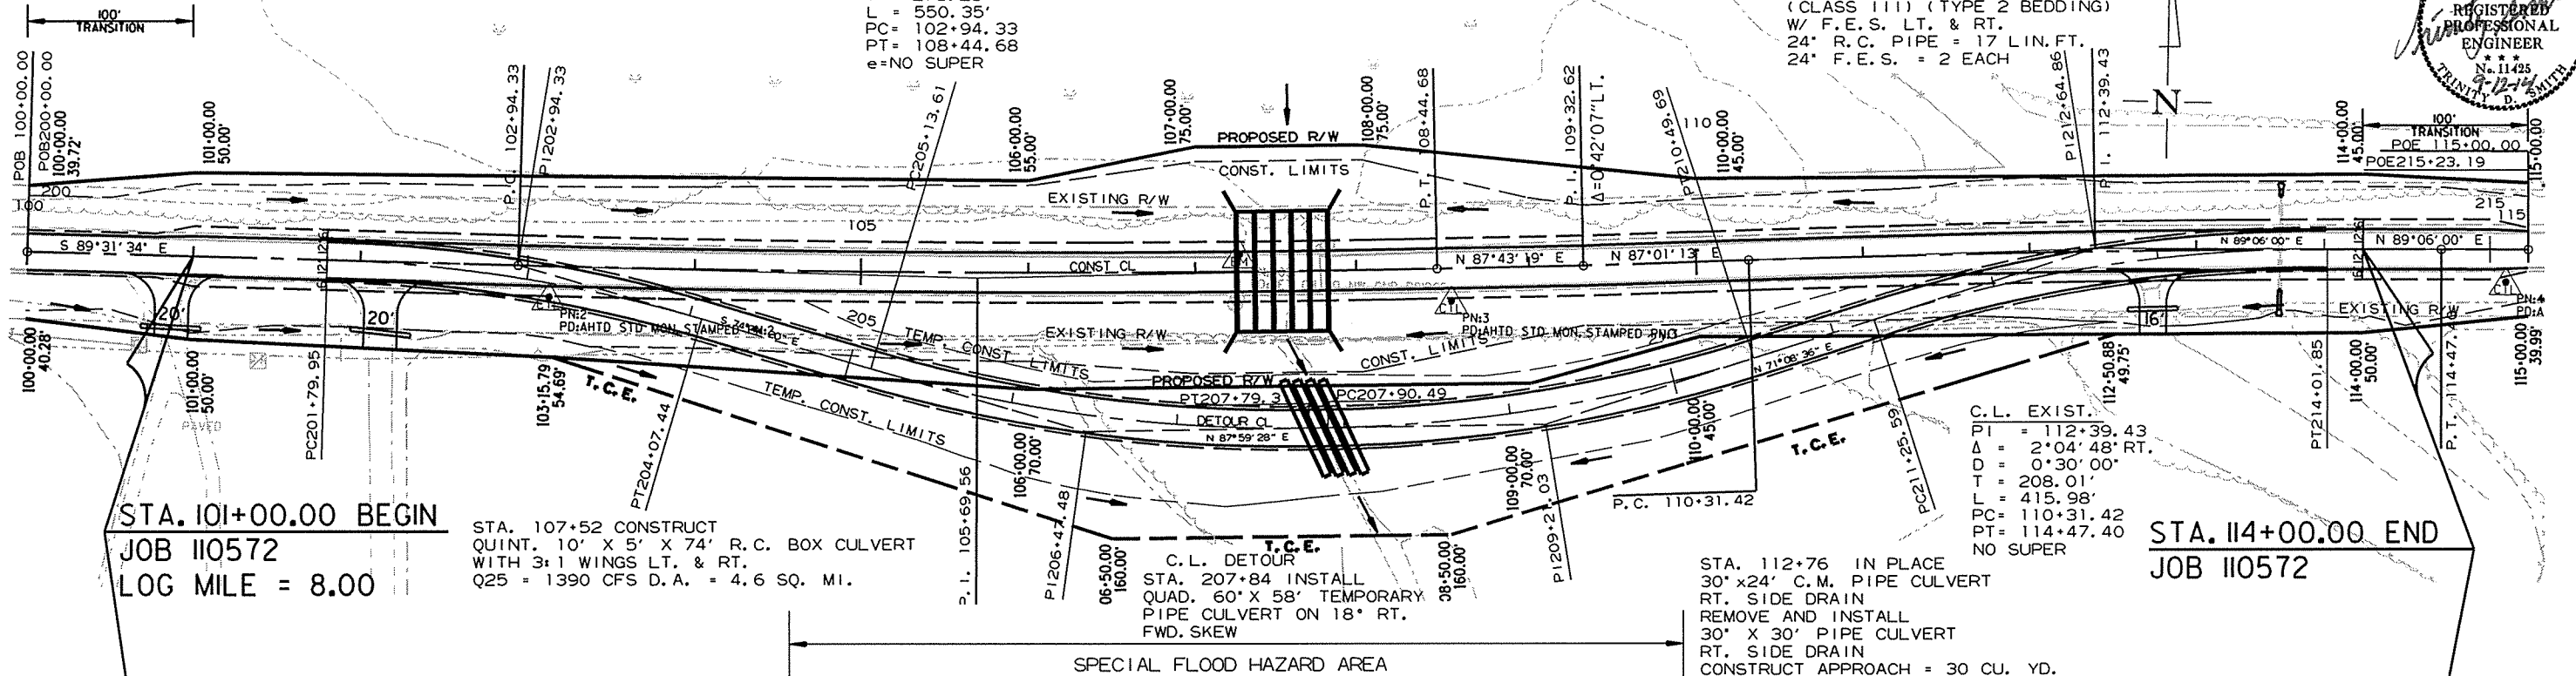 100'
TRANSITION
L = 550.35'
PC= 102+94.33
PT= 108+44.68
e=NO SUPER
(CLASS III) (TYPE 2 BEDDING)
W/ F.E.S. LT. & RT.
24" R.C. PIPE = 17 LIN.FT.
24" F.E.S. = 2 EACH
REGISTERED
PROFESSIONAL
ENGINEER
* * *
No. 11425
9-12-14
TRINITY D. SMITH
N
100'
TRANSITION
POE 115+00.00
POE215+23.19
POB 100+00.00
POB200+00.00
100+00.00
39.72'
101+00.00
50.00'
P.C. 102+94.33
PI202+94.33
PC205+13.61
106+00.00
55.00'
107+00.00
75.00'
PROPOSED R/W
CONST. LIMITS
108+00.00
75.00'
P.T. 108+44.68
P.I. 109+32.62
Δ=0°42'07"LT.
PT210+49.69
110
110+00.00
45.00'
PI212+64.86
P.I. 112+39.43
114+00.00
45.00'
115+00.00
200
100
EXISTING R/W
105
215
115
S 89°31'34" E
CONST CL
N 87°43'19" E
N 87°01'13" E
N 89°06'00" E
N 89°06'00" E
6'12'12'6'
6'12'12'6'
20'
20'
PN:2
PD:AHTD STD MON. STAMPED PN:2
205
TEMP. CONST LIMITS
EXISTING R/W
CTL
PN:3
PD:AHTD STD MON. STAMPED PN:3
CONST. LIMITS
N 71°08'36" E
16'
EXISTING R/W
CTL
PN:4
PD:A
100+00.00
40.28'
101+00.00
50.00'
PAVED
PC201+79.95
103+15.79
54.69'
T.C.E.
PT204+07.44
TEMP. CONST. LIMITS
PROPOSED R/W
PT207+79.3
PC207+90.49
DETOUR CL
N 87°59'28" E
P.I. 105+69.56
106+00.00
70.00'
PI206+47.48
06+50.00
160.00'
T.C.E.
08+50.00
160.00'
109+00.00
70.00'
PI209+21.03
110+00.00
45.00'
P.C. 110+31.42
T.C.E.
PC211+25.59
112+50.88
49.75'
PT214+01.85
114+00.00
50.00'
P.T. 114+47.4
115+00.00
39.99'
C.L. EXIST.
PI = 112+39.43
Δ = 2°04'48"RT.
D = 0°30'00"
T = 208.01'
L = 415.98'
PC= 110+31.42
PT= 114+47.40
NO SUPER
STA. 101+00.00 BEGIN
JOB 110572
LOG MILE = 8.00
STA. 107+52 CONSTRUCT
QUINT. 10' X 5' X 74' R.C. BOX CULVERT
WITH 3:1 WINGS LT. & RT.
Q25 = 1390 CFS D.A. = 4.6 SQ. MI.
C.L. DETOUR
STA. 207+84 INSTALL
QUAD. 60" X 58' TEMPORARY
PIPE CULVERT ON 18° RT.
FWD. SKEW
STA. 112+76 IN PLACE
30" x24' C.M. PIPE CULVERT
RT. SIDE DRAIN
REMOVE AND INSTALL
30" X 30' PIPE CULVERT
RT. SIDE DRAIN
CONSTRUCT APPROACH = 30 CU. YD.
STA. 114+00.00 END
JOB 110572
SPECIAL FLOOD HAZARD AREA